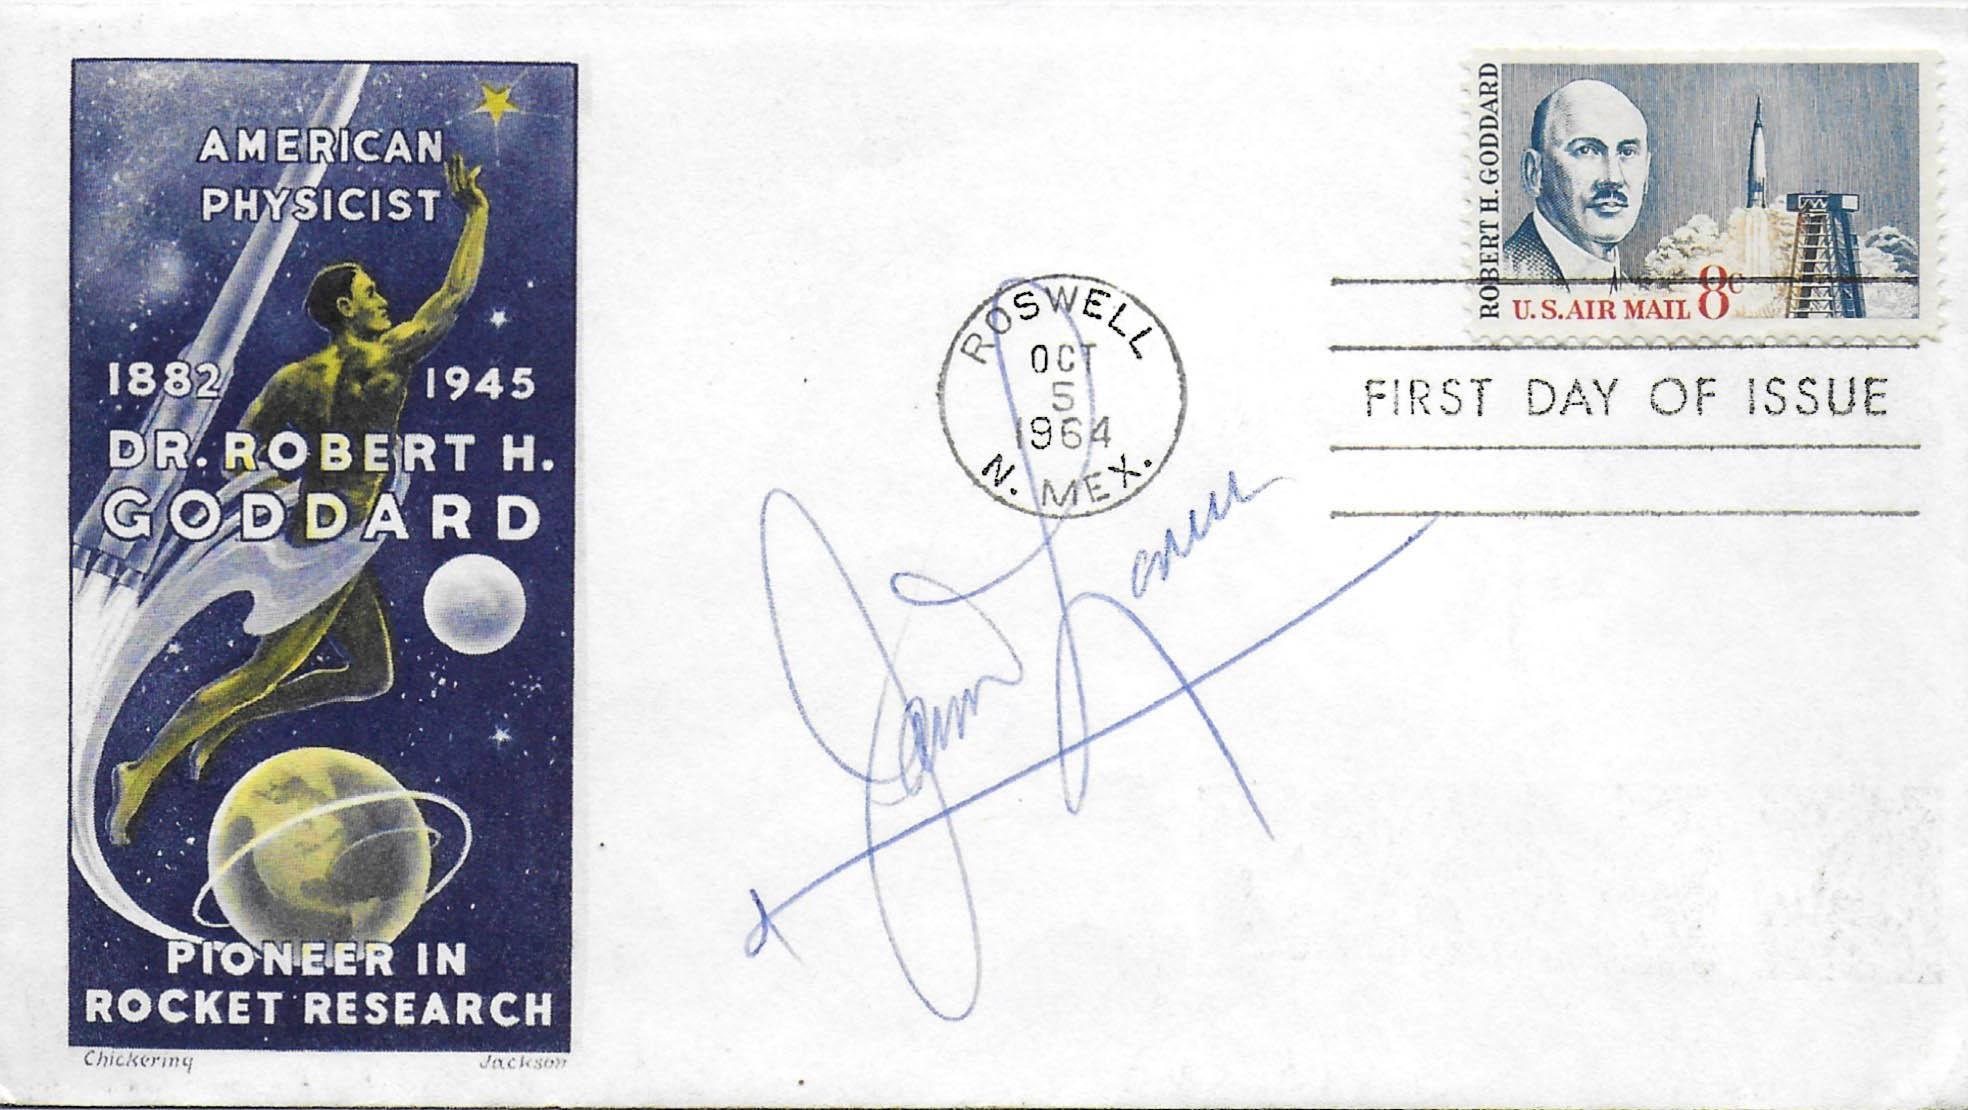 AMERICAN
PHYSICIST
1882 1945
DR. ROBERT H.
GODDARD
PIONEER IN
ROCKET RESEARCH
Chickering Jackson
ROSWELL
OCT
5
1964
N. MEX.
ROBERT H. GODDARD
U.S. AIR MAIL 8c
FIRST DAY OF ISSUE